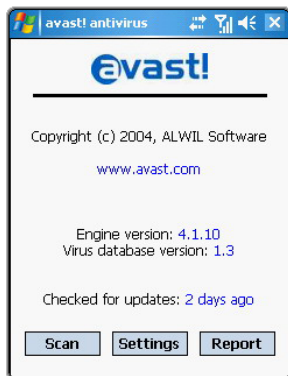 avast! antivirus
avast!
Copyright (c) 2004, ALWIL Software
www.avast.com
Engine version: 4.1.10
Virus database version: 1.3
Checked for updates: 2 days ago
Scan Settings Report